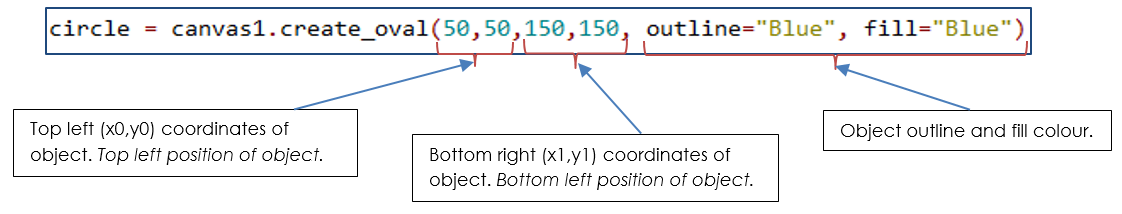 circle = canvas1.create_oval(50,50,150,150, outline="Blue", fill="Blue")
Top left (x0,y0) coordinates of
object. Top left position of object.
Bottom right (x1,y1) coordinates of
object. Bottom left position of object.
Object outline and fill colour.